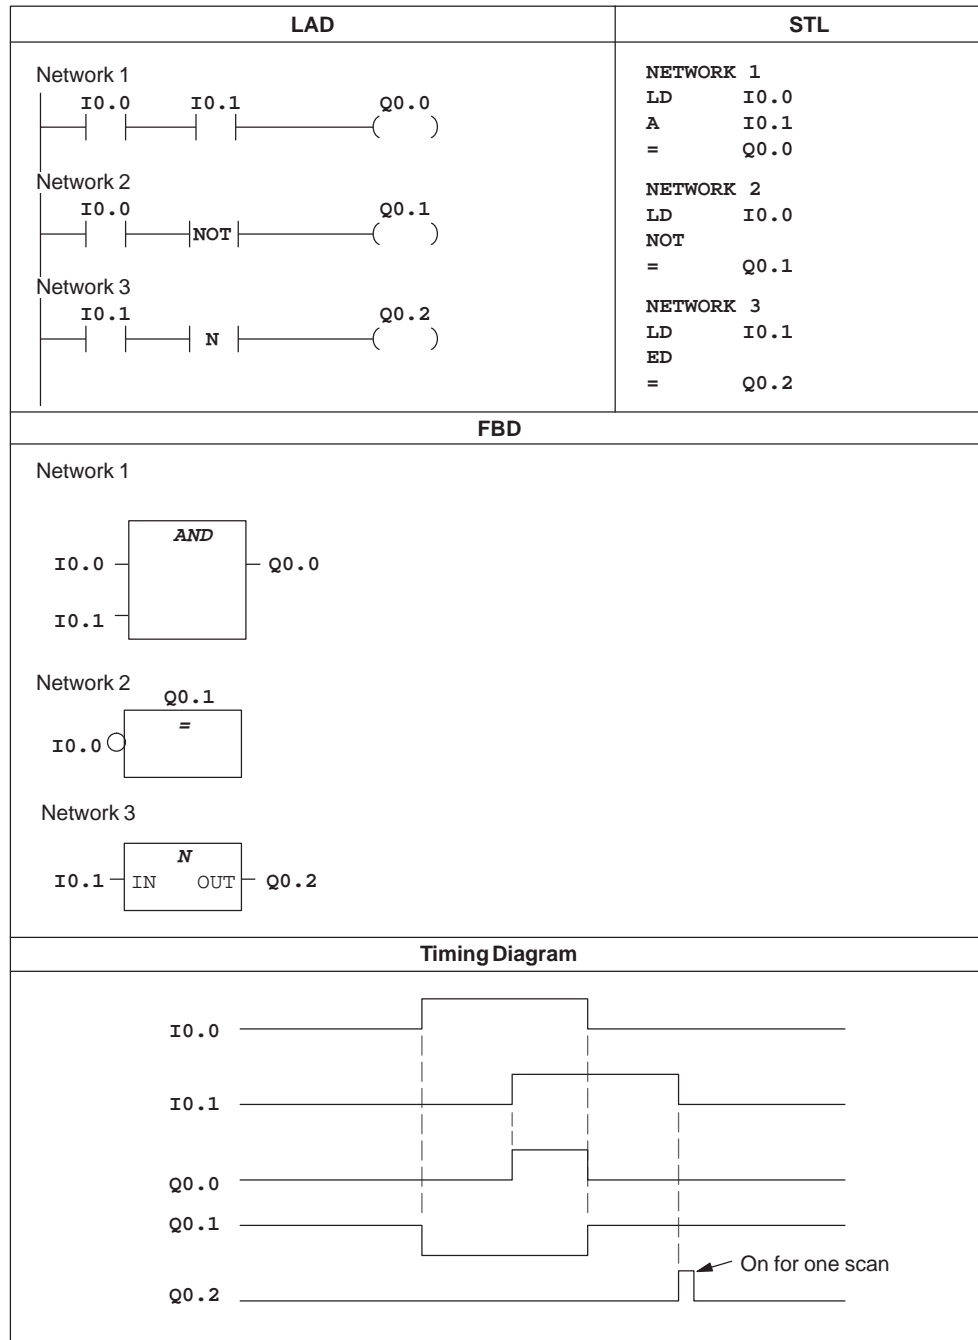 LAD
STL
Network 1
I0.0 I0.1 Q0.0
Network 2
I0.0 Q0.1
NOT
Network 3
I0.1 Q0.2
N
NETWORK 1
LD I0.0
A I0.1
= Q0.0
NETWORK 2
LD I0.0
NOT
= Q0.1
NETWORK 3
LD I0.1
ED
= Q0.2
FBD
Network 1
AND
I0.0 Q0.0
I0.1
Network 2
Q0.1
=
I0.0
Network 3
N
I0.1 IN OUT Q0.2
Timing Diagram
I0.0
I0.1
Q0.0
Q0.1
On for one scan
Q0.2